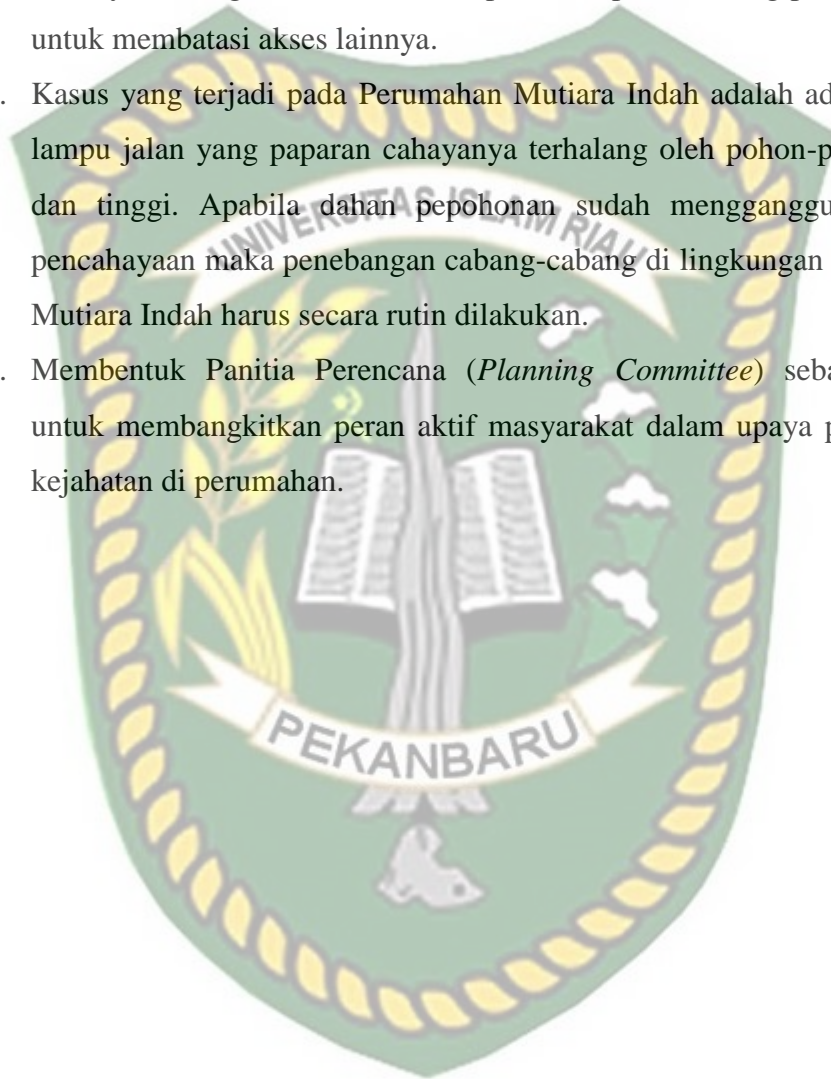 untuk membatasi akses lainnya.
. Kasus yang terjadi pada Perumahan Mutiara Indah adalah ad
lampu jalan yang paparan cahayanya terhalang oleh pohon-p
dan tinggi. Apabila dahan pepohonan sudah mengganggu
pencahayaan maka penebangan cabang-cabang di lingkungan
Mutiara Indah harus secara rutin dilakukan.
. Membentuk Panitia Perencana (Planning Committee) seba
untuk membangkitkan peran aktif masyarakat dalam upaya p
kejahatan di perumahan.
UNIVERSITAS ISLAM RIAU
PEKANBARU